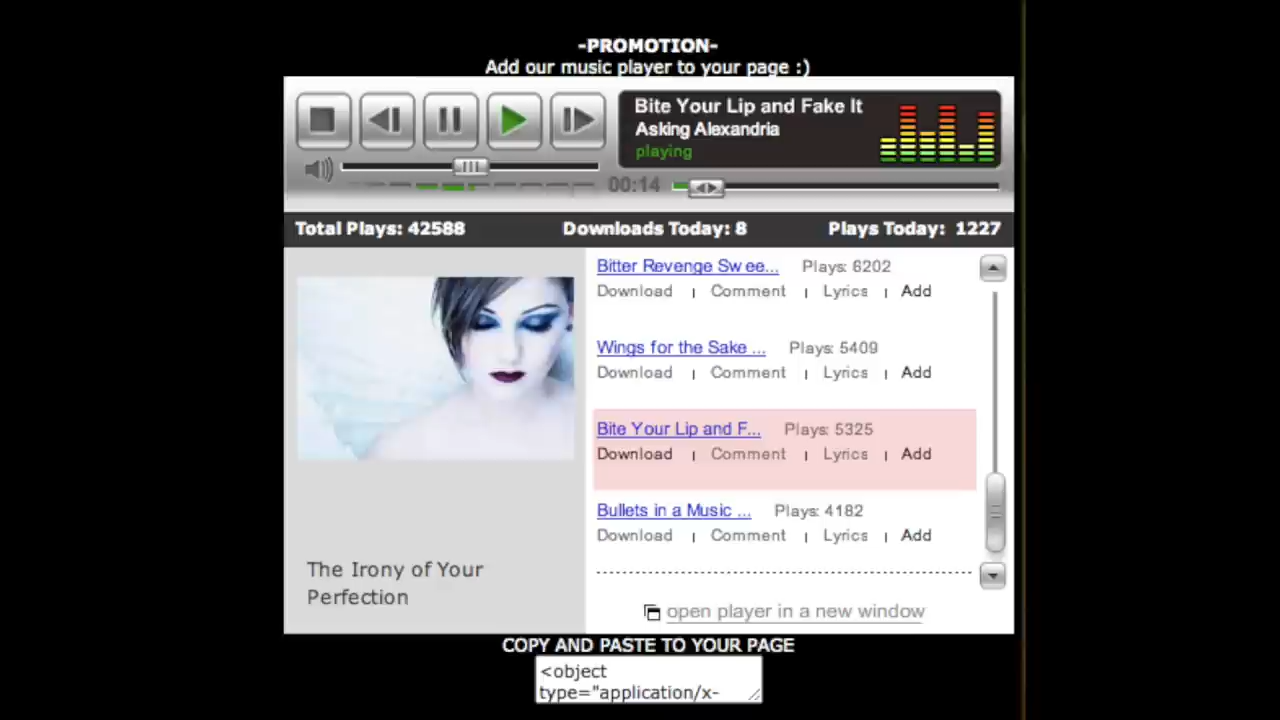 -PROMOTION-
Add our music player to your page :)
Bite Your Lip and Fake It
Asking Alexandria
playing
00:14
Total Plays: 42588 Downloads Today: 8 Plays Today: 1227
Bitter Revenge Swee... Plays: 6202
Download | Comment | Lyrics | Add
Wings for the Sake ... Plays: 5409
Download | Comment | Lyrics | Add
Bite Your Lip and F... Plays: 5325
Download | Comment | Lyrics | Add
Bullets in a Music ... Plays: 4182
Download | Comment | Lyrics | Add
The Irony of Your
Perfection
open player in a new window
COPY AND PASTE TO YOUR PAGE
<object
type="application/x-